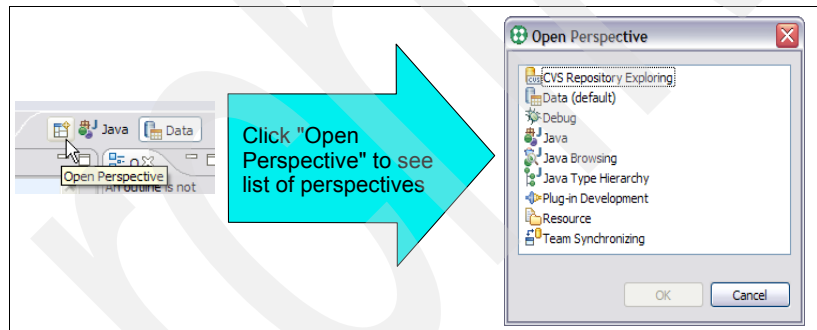 Java
Data
Open Perspective
An outline is not
Click "Open
Perspective" to see
list of perspectives
Open Perspective
CVS Repository Exploring
Data (default)
Debug
Java
Java Browsing
Java Type Hierarchy
Plug-in Development
Resource
Team Synchronizing
OK
Cancel